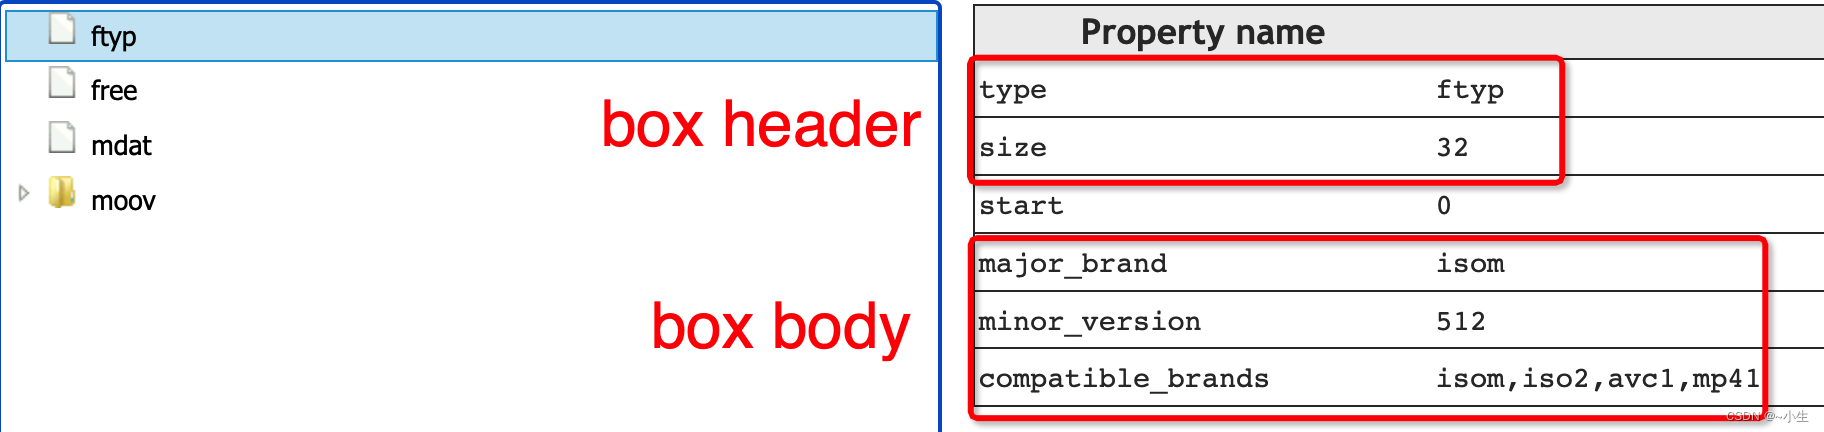 ftyp
free
mdat
moov
box header
box body
Property name
type ftyp
size 32
start 0
major_brand isom
minor_version 512
compatible_brands isom,iso2,avc1,mp41
CSDN @~小生